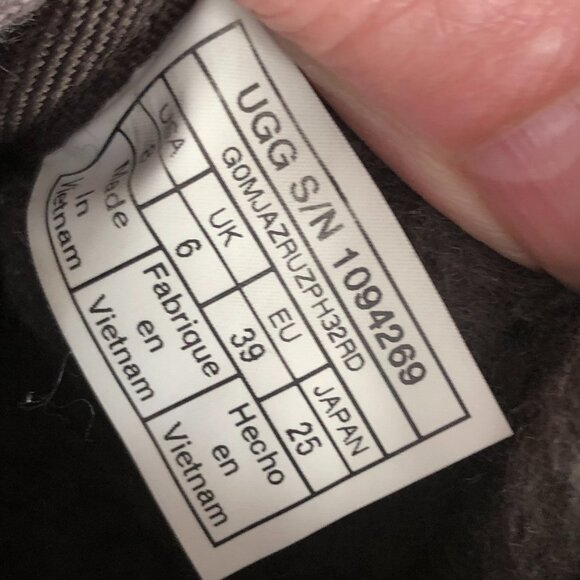 UGG S/N 1094269
G0MJAZRUZPH32RD
USA UK EU JAPAN
8 6 39 25
Made Fabrique Hecho
In en en
Vietnam Vietnam Vietnam